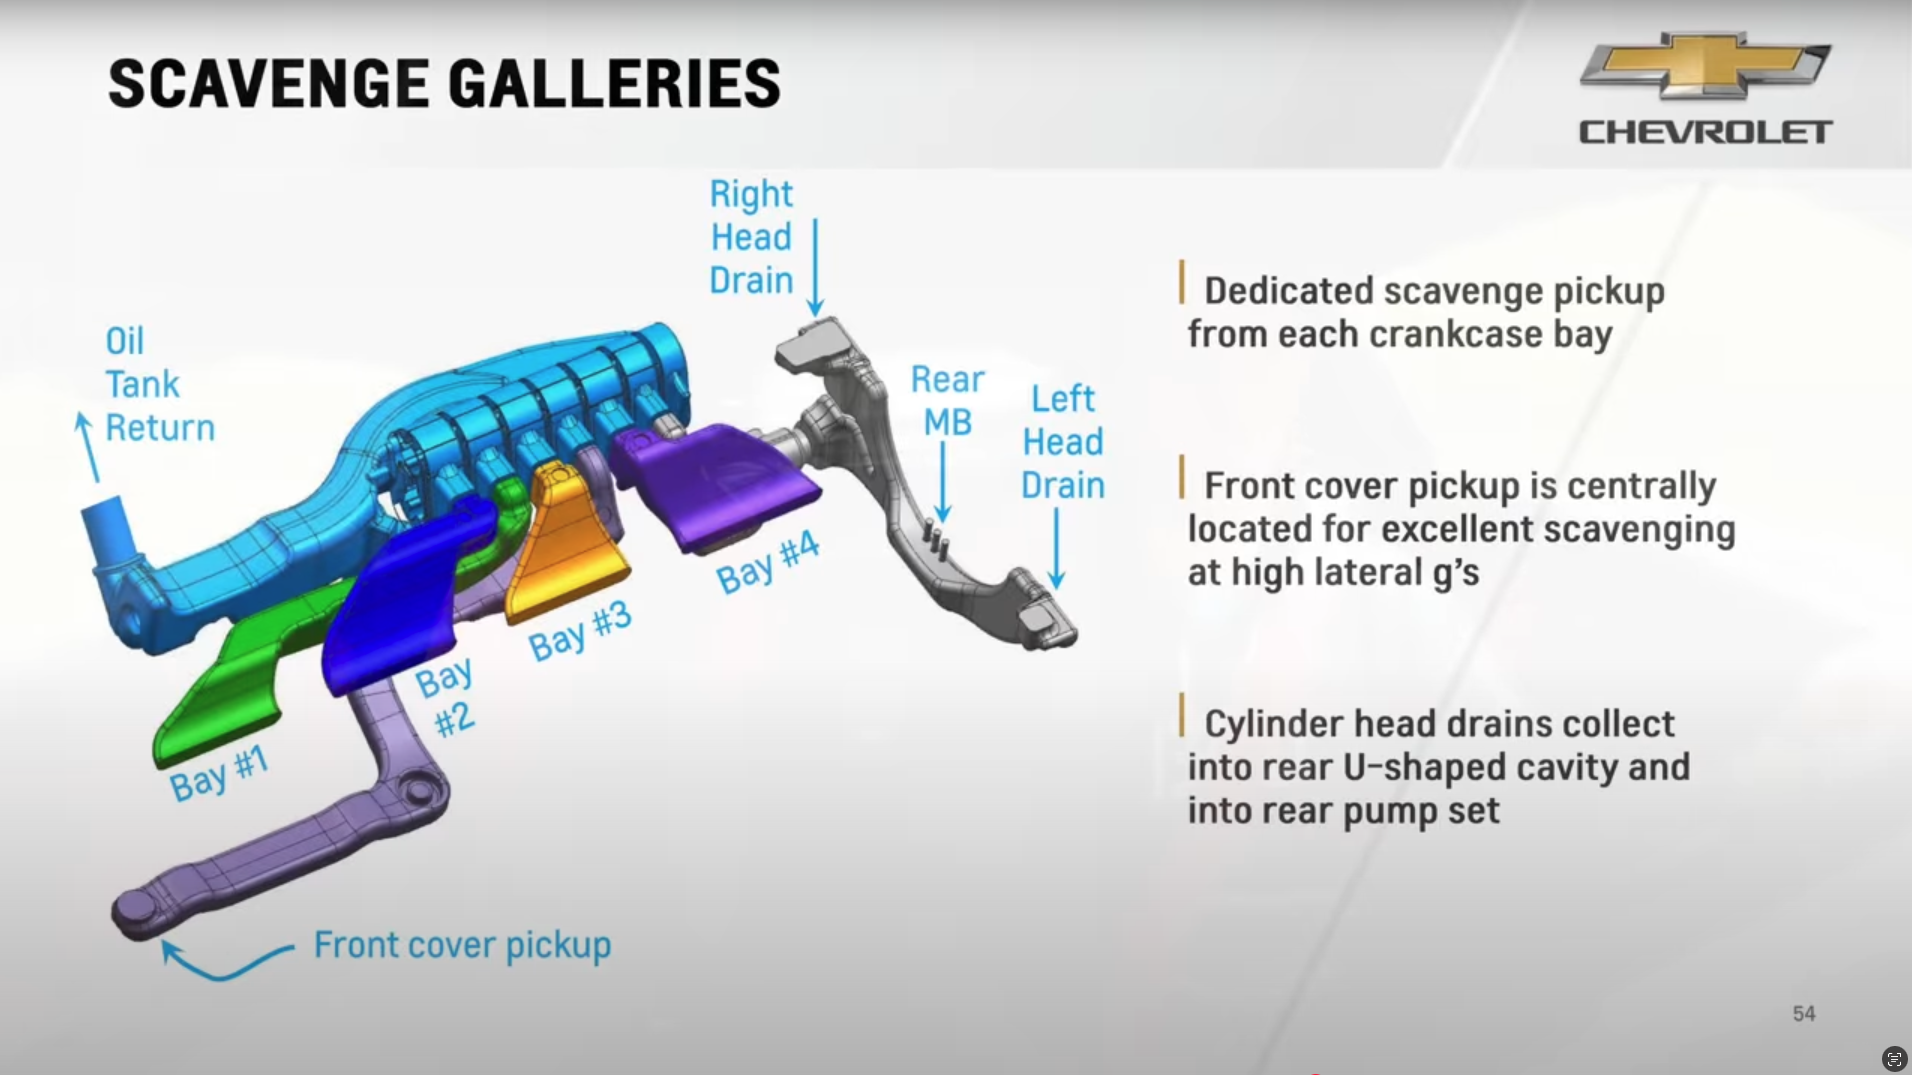 SCAVENGE GALLERIES
CHEVROLET
Right
Head
Drain
Oil
Tank
Return
Rear
MB
Left
Head
Drain
Bay #4
Bay #3
Bay
#2
Bay #1
Front cover pickup
Dedicated scavenge pickup
from each crankcase bay
Front cover pickup is centrally
located for excellent scavenging
at high lateral g's
Cylinder head drains collect
into rear U-shaped cavity and
into rear pump set
54